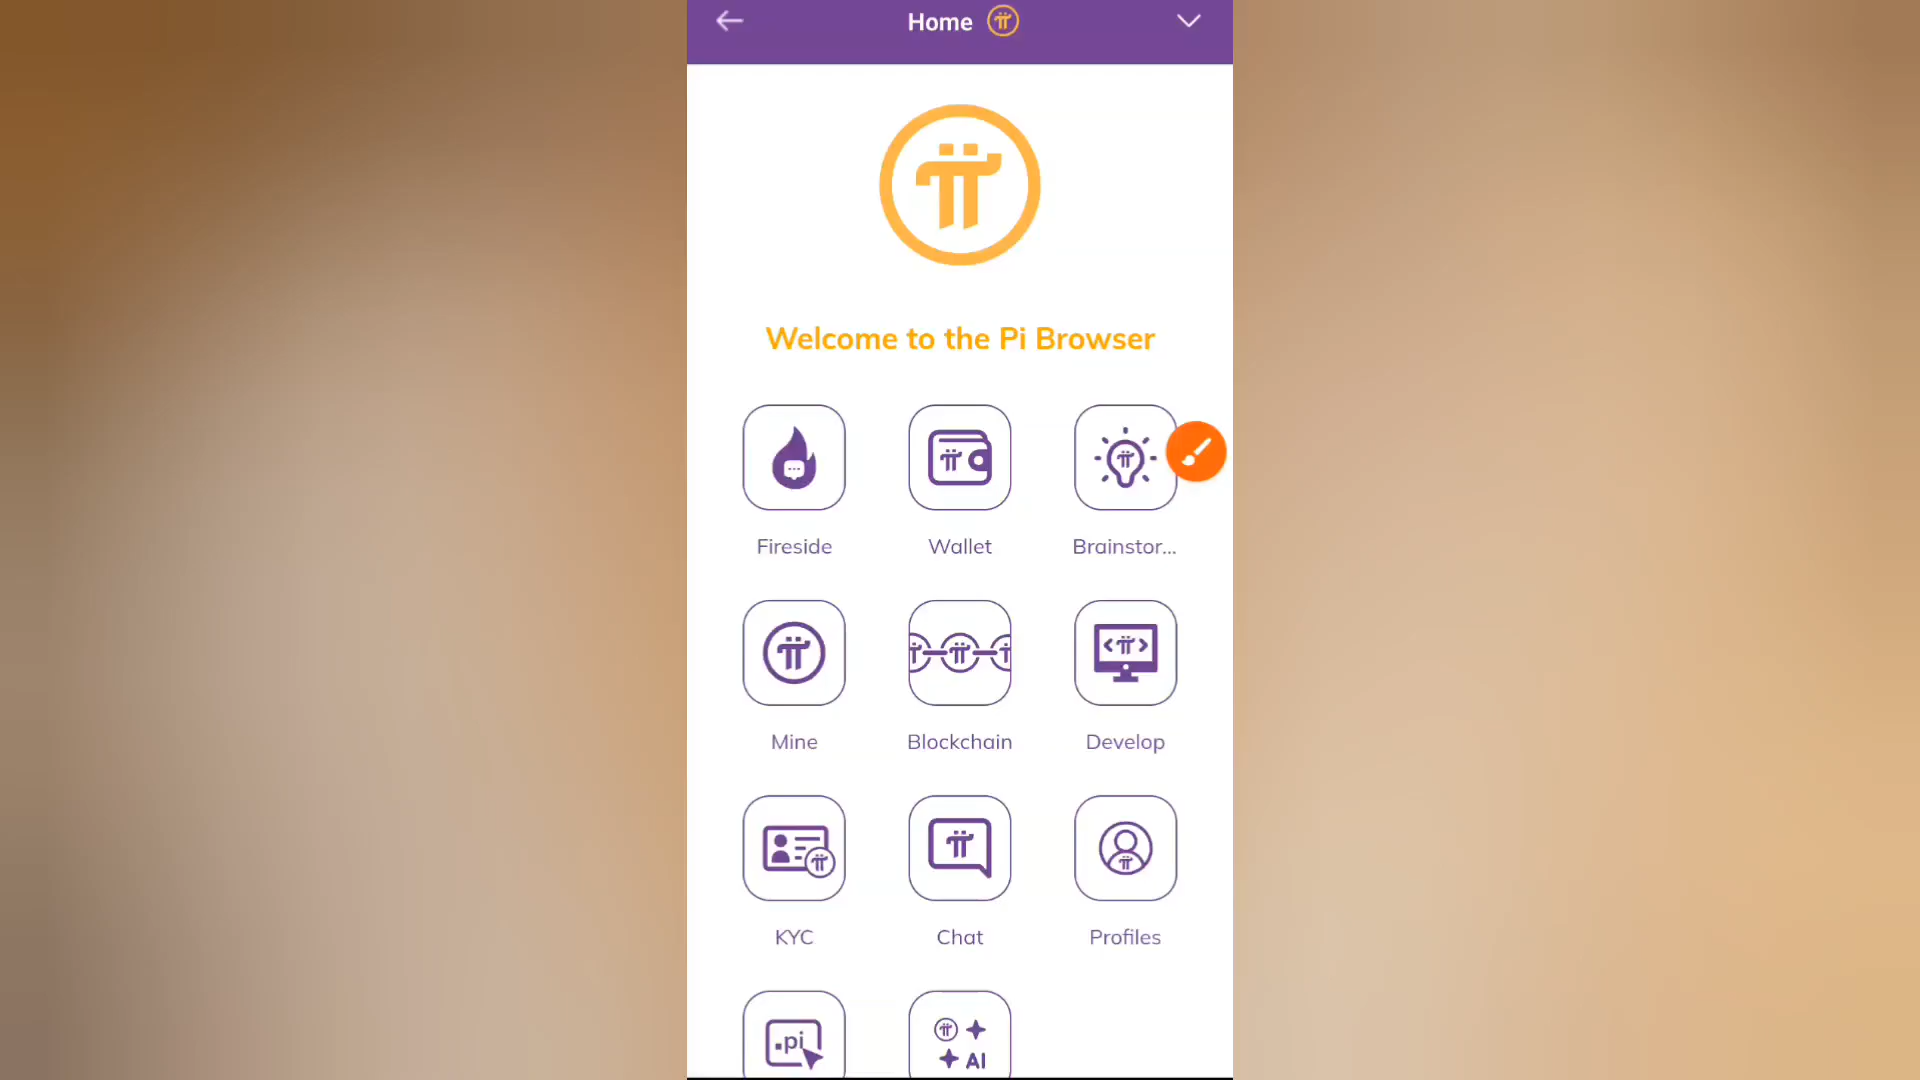 Home
Welcome to the Pi Browser
Fireside
Wallet
Brainstor...
Mine
Blockchain
Develop
KYC
Chat
Profiles
.pi
AI